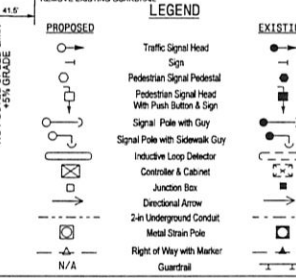 41.5'
LEGEND
PROPOSED
EXISTIN
+5% GRADE
Traffic Signal Head
Sign
Pedestrian Signal Pedestal
Pedestrian Signal Head
With Push Button & Sign
Signal Pole with Guy
Signal Pole with Sidewalk Guy
Inductive Loop Detector
Controller & Cabinet
Junction Box
Directional Arrow
2-in Underground Conduit
Metal Strain Pole
Right of Way with Marker
N/A
Guardrail